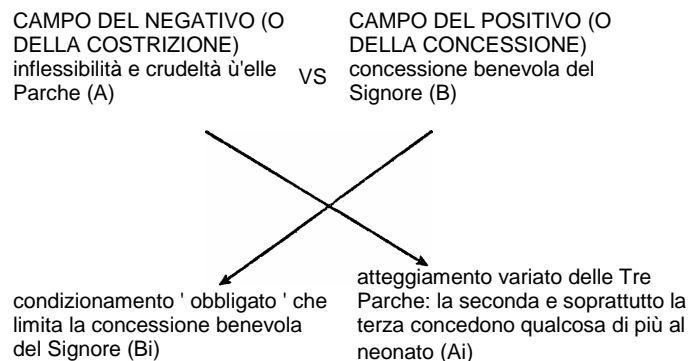 CAMPO DEL NEGATIVO (O
DELLA COSTRIZIONE)
inflessibilità e crudeltà ù'elle
Parche (A)
VS
CAMPO DEL POSITIVO (O
DELLA CONCESSIONE)
concessione benevola del
Signore (B)
condizionamento ' obbligato ' che
limita la concessione benevola
del Signore (Bi)
atteggiamento variato delle Tre
Parche: la seconda e soprattutto la
terza concedono qualcosa di più al
neonato (Ai)